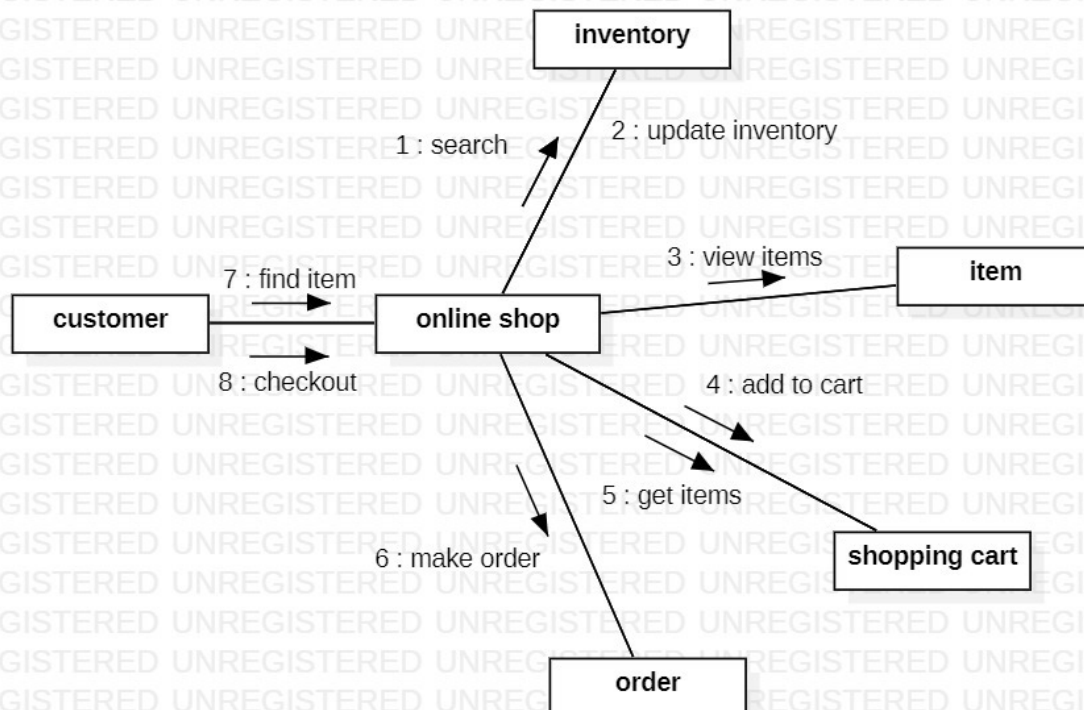 inventory
1 : search
2 : update inventory
3 : view items
item
7 : find item
customer
online shop
8 : checkout
4 : add to cart
5 : get items
6 : make order
shopping cart
order
UNREGISTERED